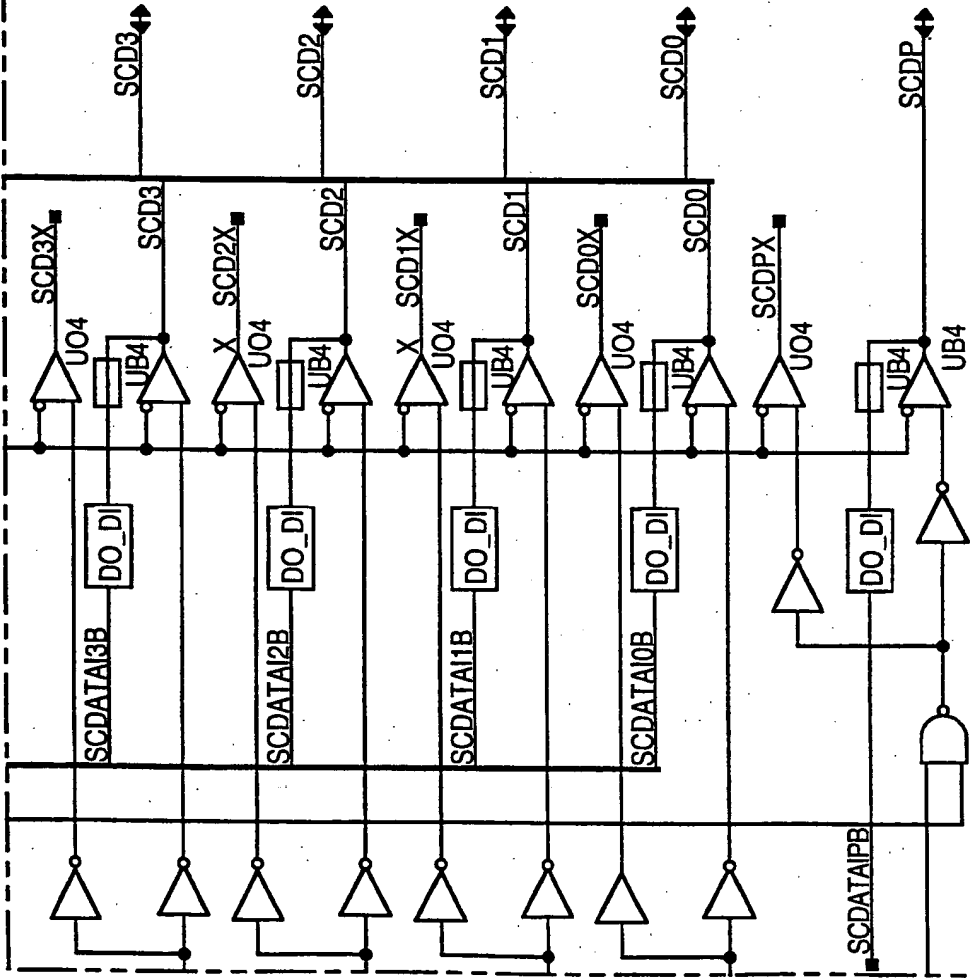 SCD3
SCD2
SCD1
SCD0
SCDP
SCD3X
SCD3
SCD2X
SCD2
SCD1X
SCD1
SCD0X
SCD0
SCDPX
UO4
UB4
X
UO4
UB4
X
UO4
UB4
UO4
UB4
UO4
UB4
UB4
DO_DI
DO_DI
DO_DI
DO_DI
DO_DI
SCDATAI3B
SCDATAI2B
SCDATAI1B
SCDATAI0B
SCDATAIPB